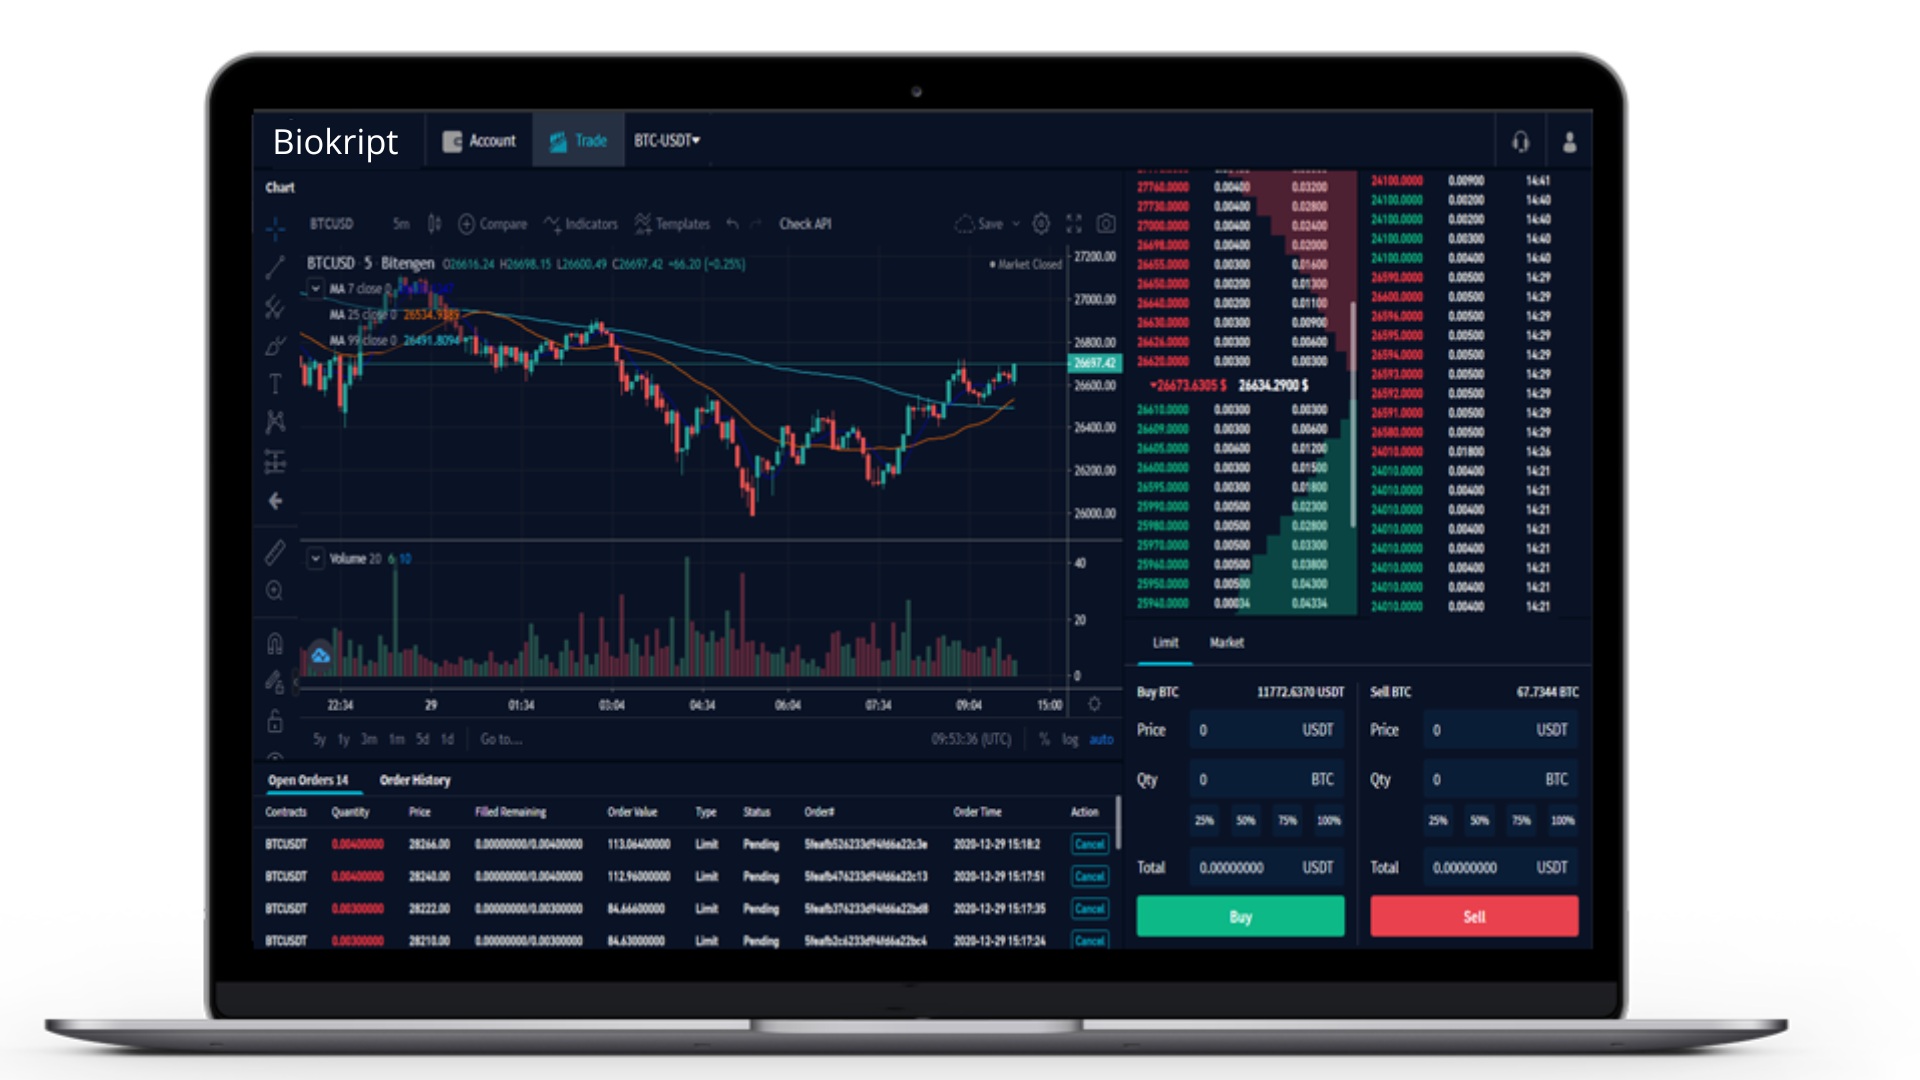 Biokript
Account
Trade
BTC-USDT
Chart
BTCUSD
5m
Compare
Indicators
Templates
Check API
Save
BTCUSD · 5 · Bitengen O26616.24 H26698.15 L26600.49 C26697.42 +66.20 (+0.25%)
Market Closed
MA 7 close 0
MA 25 close 0 26534.9389
MA 99 close 0 26491.8094
27200.00
27000.00
26800.00
26697.42
26600.00
26400.00
26200.00
26000.00
Volume 20 6 10
40
20
0
22:34 29 01:34 03:04 04:34 06:04 07:34 09:04 15:00
5y 1y 3m 1m 5d 1d Go to...
09:53:36 (UTC) % log auto
27760.0000 0.00400 0.03200
27730.0000 0.00400 0.02800
27000.0000 0.00400 0.02400
26698.0000 0.00400 0.02000
26655.0000 0.00300 0.01600
26650.0000 0.00200 0.01300
26640.0000 0.00200 0.01100
26630.0000 0.00300 0.00900
26626.0000 0.00300 0.00600
26620.0000 0.00300 0.00300
26673.6305 $ 26634.2900 $
26610.0000 0.00300 0.00300
26609.0000 0.00300 0.00600
26605.0000 0.00600 0.01200
26600.0000 0.00300 0.01500
26595.0000 0.00300 0.01800
25990.0000 0.00500 0.02300
25980.0000 0.00500 0.02800
25970.0000 0.00500 0.03300
25960.0000 0.00500 0.03800
25950.0000 0.00500 0.04300
25940.0000 0.00034 0.04334
24100.0000 0.00900 14:41
24100.0000 0.00200 14:40
24100.0000 0.00200 14:40
24100.0000 0.00300 14:40
24100.0000 0.00400 14:40
26590.0000 0.00500 14:29
26600.0000 0.00500 14:29
26596.0000 0.00500 14:29
26595.0000 0.00500 14:29
26594.0000 0.00500 14:29
26593.0000 0.00500 14:29
26592.0000 0.00500 14:29
26591.0000 0.00500 14:29
26580.0000 0.00500 14:29
24010.0000 0.01800 14:26
24010.0000 0.00400 14:21
24010.0000 0.00400 14:21
24010.0000 0.00400 14:21
24010.0000 0.00400 14:21
24010.0000 0.00400 14:21
24010.0000 0.00400 14:21
24010.0000 0.00400 14:21
24010.0000 0.00400 14:21
Limit Market
Buy BTC 11772.6370 USDT
Price 0 USDT
Qty 0 BTC
25% 50% 75% 100%
Total 0.00000000 USDT
Buy
Sell BTC 67.7344 BTC
Price 0 USDT
Qty 0 BTC
25% 50% 75% 100%
Total 0.00000000 USDT
Sell
Open Orders 14 Order History
Contracts Quantity Price Filled Remaining Order Value Type Status Order# Order Time Action
BTCUSDT 0.00400000 28266.00 0.00000000/0.00400000 113.06400000 Limit Pending 5feafb526233d94fd6a22c3e 2020-12-29 15:18:2 Cancel
BTCUSDT 0.00400000 28240.00 0.00000000/0.00400000 112.96000000 Limit Pending 5feafb476233d94fd6a22c13 2020-12-29 15:17:51 Cancel
BTCUSDT 0.00300000 28222.00 0.00000000/0.00300000 84.66600000 Limit Pending 5feafb376233d94fd6a22bd8 2020-12-29 15:17:35 Cancel
BTCUSDT 0.00300000 28210.00 0.00000000/0.00300000 84.63000000 Limit Pending 5feafb2c6233d94fd6a22bc4 2020-12-29 15:17:24 Cancel